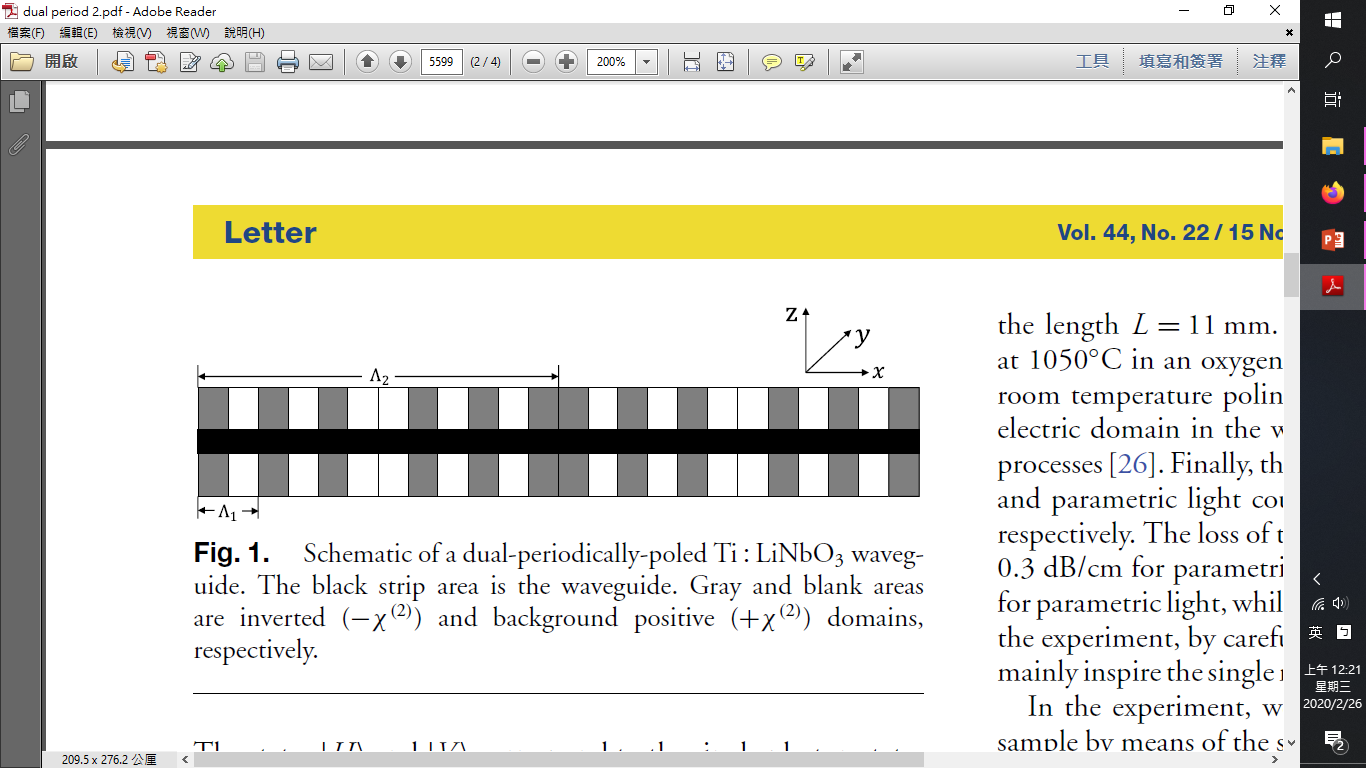 dual period 2.pdf - Adobe Reader
檔案(F) 編輯(E) 檢視(V) 視窗(W) 說明(H)
開啟 5599 (2 / 4) 200% 工具 填寫和簽署 注釋
Letter
Vol. 44, No. 22 / 15 No
z
y
x
Λ2
Λ1
Fig. 1. Schematic of a dual-periodically-poled Ti : LiNbO3 waveg-
uide. The black strip area is the waveguide. Gray and blank areas
are inverted (−χ(2)) and background positive (+χ(2)) domains,
respectively.
the length L = 11 mm.
at 1050°C in an oxygen
room temperature polin
electric domain in the w
processes [26]. Finally, th
and parametric light cou
respectively. The loss of t
0.3 dB/cm for parametri
for parametric light, whil
the experiment, by carefu
mainly inspire the single
In the experiment, w
sample by means of the s
209.5 x 276.2 公厘
英
上午 12:21
星期三
2020/2/26
2